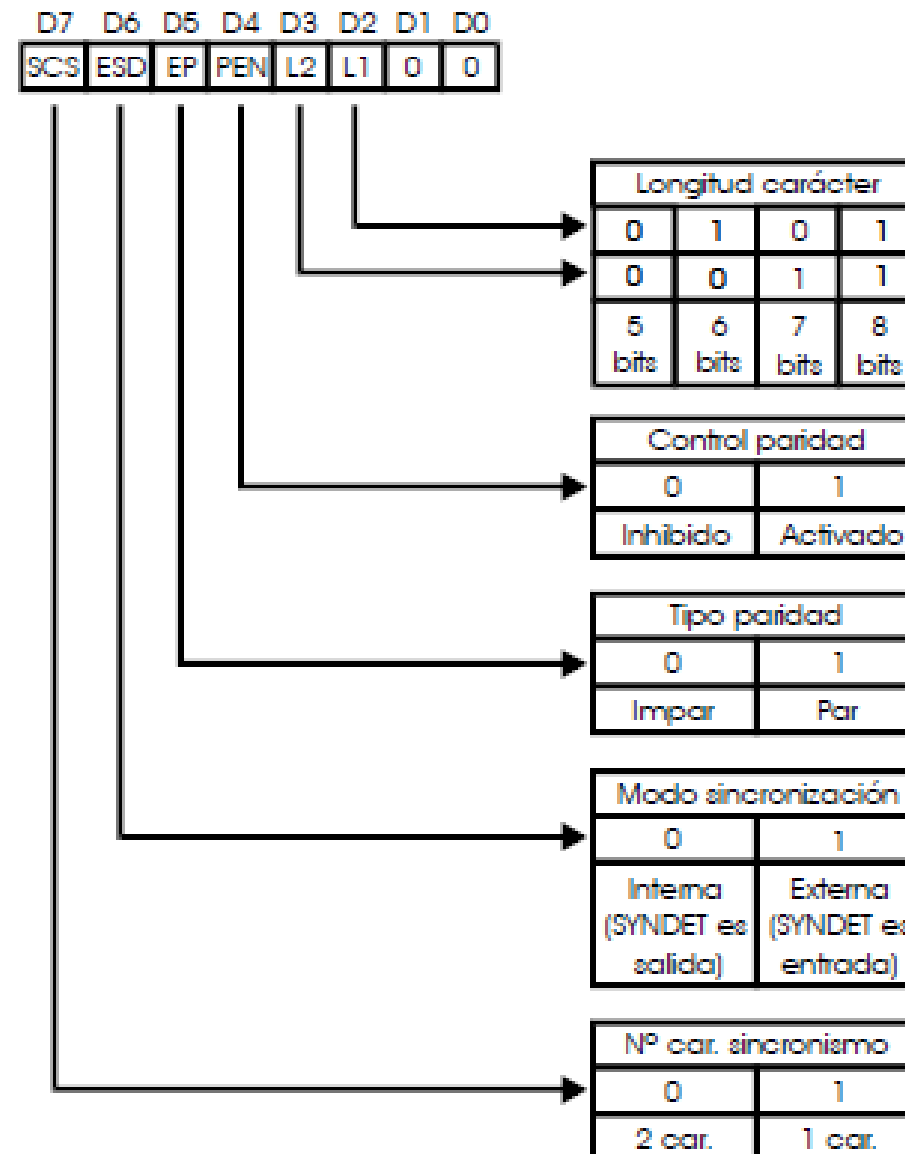 D7 D6 D5 D4 D3 D2 D1 D0
SCS ESD EP PEN L2 L1 0 0
Longitud carácter
0 1 0 1
0 0 1 1
5 6 7 8
bits bits bits bits
Control paridad
0 1
Inhibido Activado
Tipo paridad
0 1
Impar Par
Modo sincronización
0 1
Interna Externa
(SYNDET es (SYNDET es
salida) entrada)
Nº car. sincronismo
0 1
2 car. 1 car.